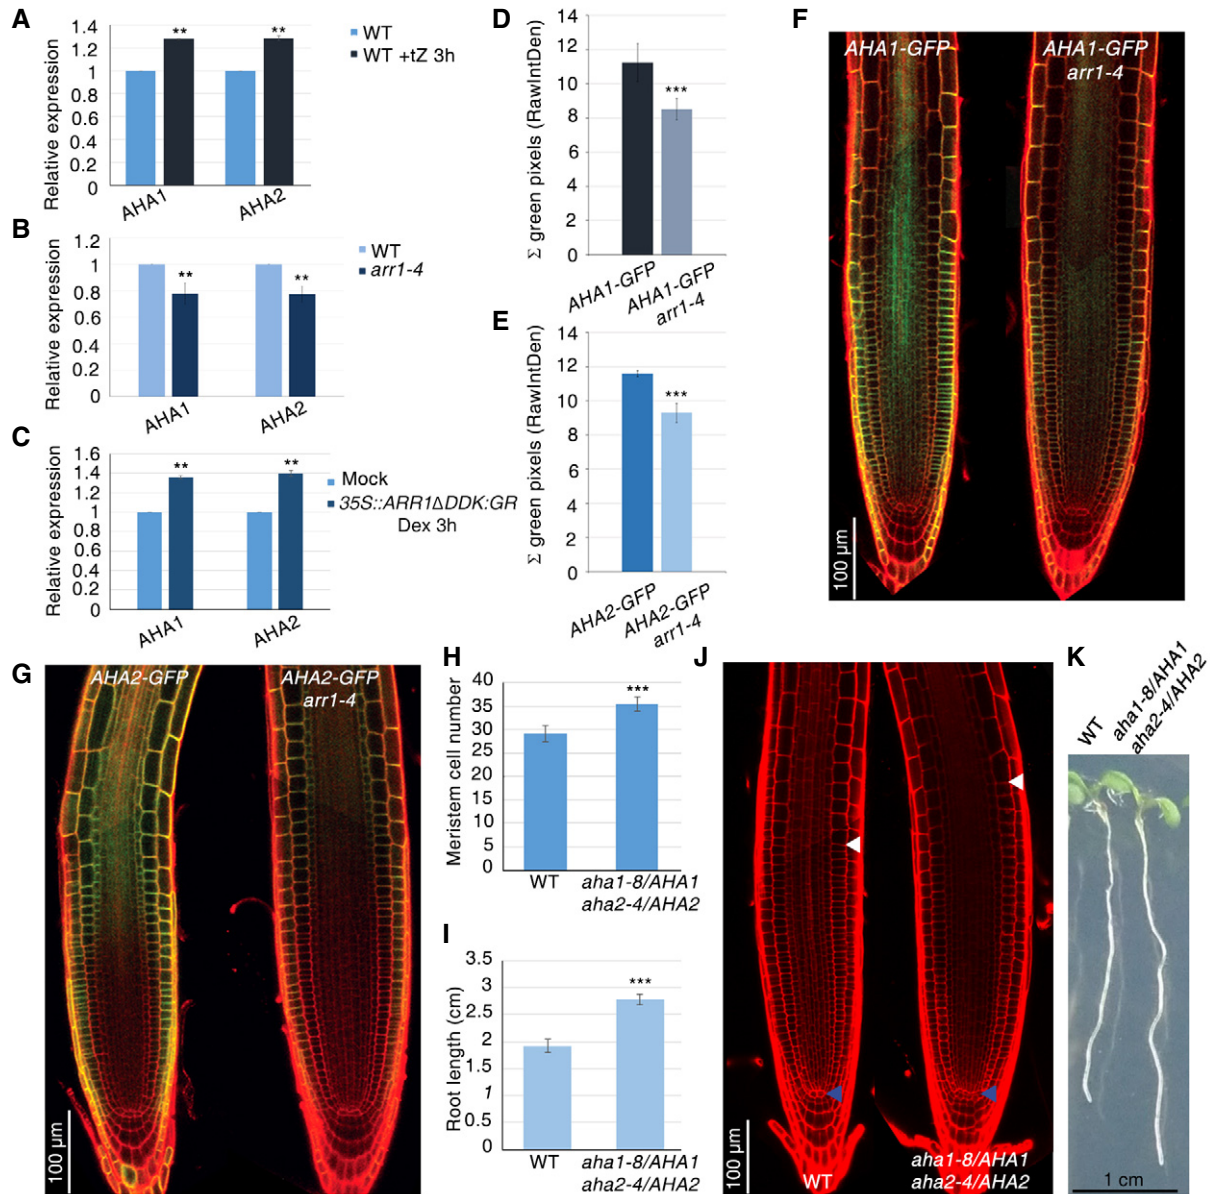 A
1.4
1.2
1
0.8
0.6
0.4
0.2
0
Relative expression
**
**
AHA1
AHA2
WT
WT +tZ 3h
B
1.2
1
0.8
0.6
0.4
0.2
0
Relative expression
**
**
AHA1
AHA2
WT
arr1-4
C
1.6
1.4
1.2
1
0.8
0.6
0.4
0.2
0
Relative expression
**
**
AHA1
AHA2
Mock
35S::ARR1ΔDDK:GR
Dex 3h
D
14
12
10
8
6
4
2
0
Σ green pixels (RawIntDen)
***
AHA1-GFP
AHA1-GFP
arr1-4
E
14
12
10
8
6
4
2
0
Σ green pixels (RawIntDen)
***
AHA2-GFP
AHA2-GFP
arr1-4
F
AHA1-GFP
AHA1-GFP
arr1-4
100 µm
G
AHA2-GFP
AHA2-GFP
arr1-4
100 µm
H
40
35
30
25
20
15
10
5
0
Meristem cell number
***
WT
aha1-8/AHA1
aha2-4/AHA2
I
3.5
3
2.5
2
1.5
1
0.5
0
Root length (cm)
***
WT
aha1-8/AHA1
aha2-4/AHA2
J
100 µm
WT
aha1-8/AHA1
aha2-4/AHA2
K
WT
aha1-8/AHA1
aha2-4/AHA2
1 cm